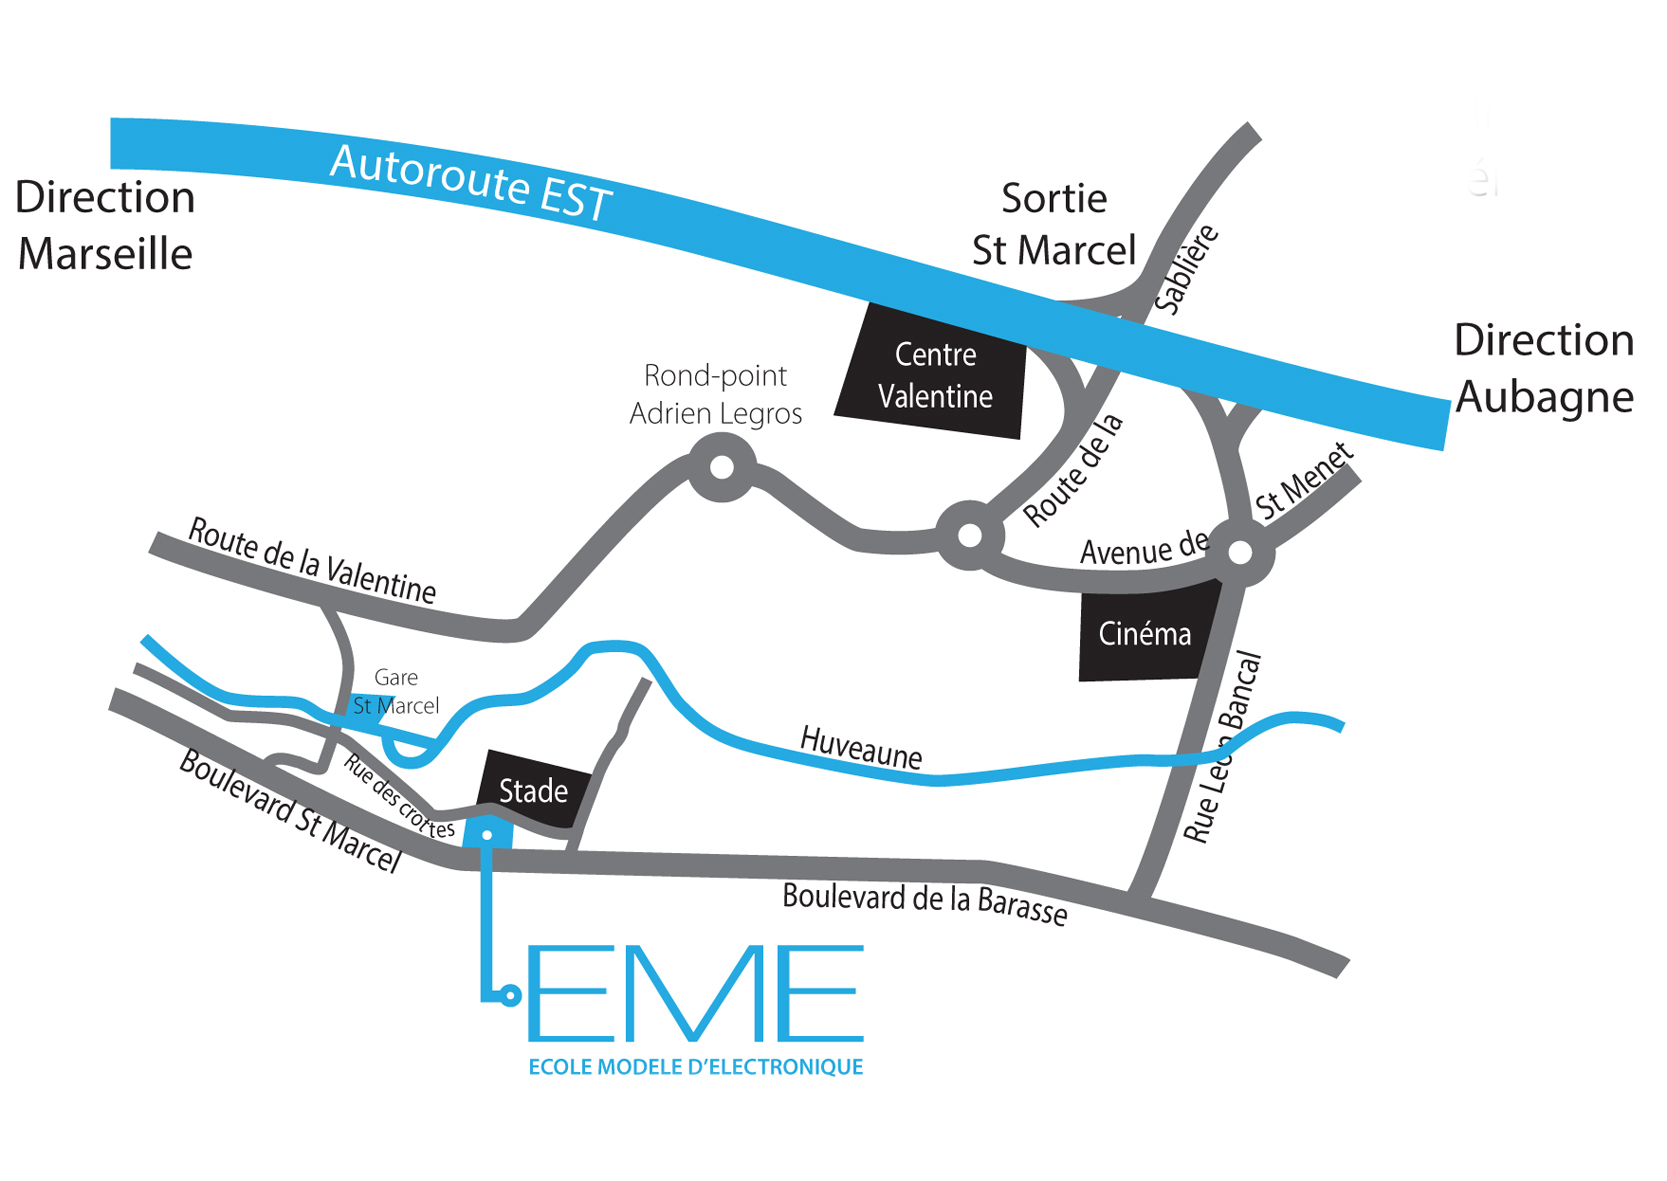 Autoroute EST
Direction
Marseille
Sortie
St Marcel
Sablière
Direction
Aubagne
Centre
Valentine
Rond-point
Adrien Legros
Route de la
St Menet
Avenue de
Route de la Valentine
Cinéma
Gare
St Marcel
Rue Leon Bancal
Huveaune
Stade
Rue des crottes
Boulevard St Marcel
Boulevard de la Barasse
EME
ECOLE MODELE D'ELECTRONIQUE